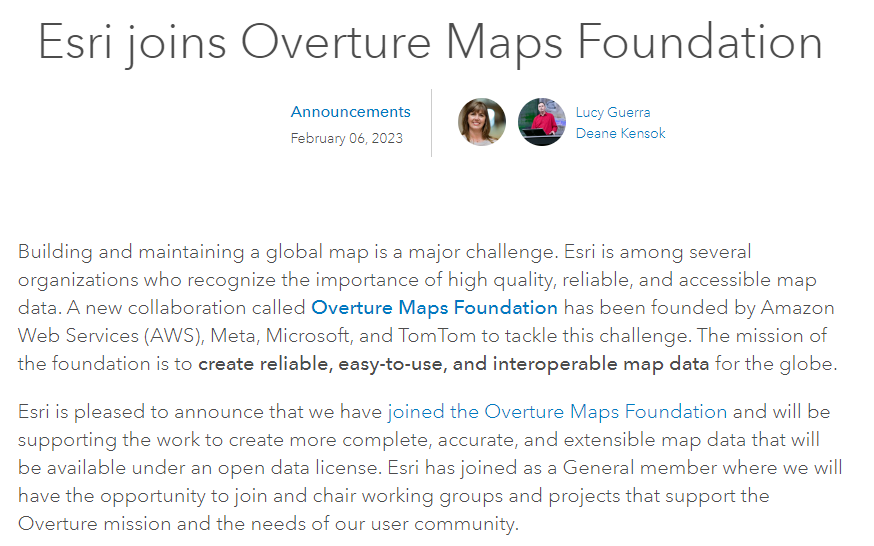 Esri joins Overture Maps Foundation
Announcements
February 06, 2023
Lucy Guerra
Deane Kensok
Building and maintaining a global map is a major challenge. Esri is among several
organizations who recognize the importance of high quality, reliable, and accessible map
data. A new collaboration called Overture Maps Foundation has been founded by Amazon
Web Services (AWS), Meta, Microsoft, and TomTom to tackle this challenge. The mission of
the foundation is to create reliable, easy-to-use, and interoperable map data for the globe.
Esri is pleased to announce that we have joined the Overture Maps Foundation and will be
supporting the work to create more complete, accurate, and extensible map data that will
be available under an open data license. Esri has joined as a General member where we will
have the opportunity to join and chair working groups and projects that support the
Overture mission and the needs of our user community.